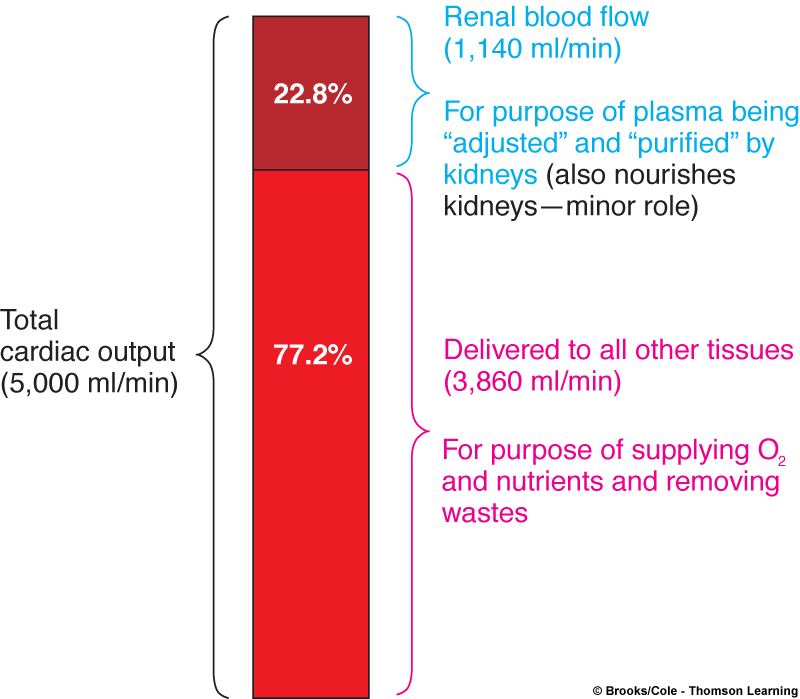 Renal blood flow
(1,140 ml/min)
22.8%
For purpose of plasma being
“adjusted” and “purified” by
kidneys (also nourishes
kidneys—minor role)
Total
cardiac output
(5,000 ml/min)
77.2%
Delivered to all other tissues
(3,860 ml/min)
For purpose of supplying O₂
and nutrients and removing
wastes
© Brooks/Cole - Thomson Learning